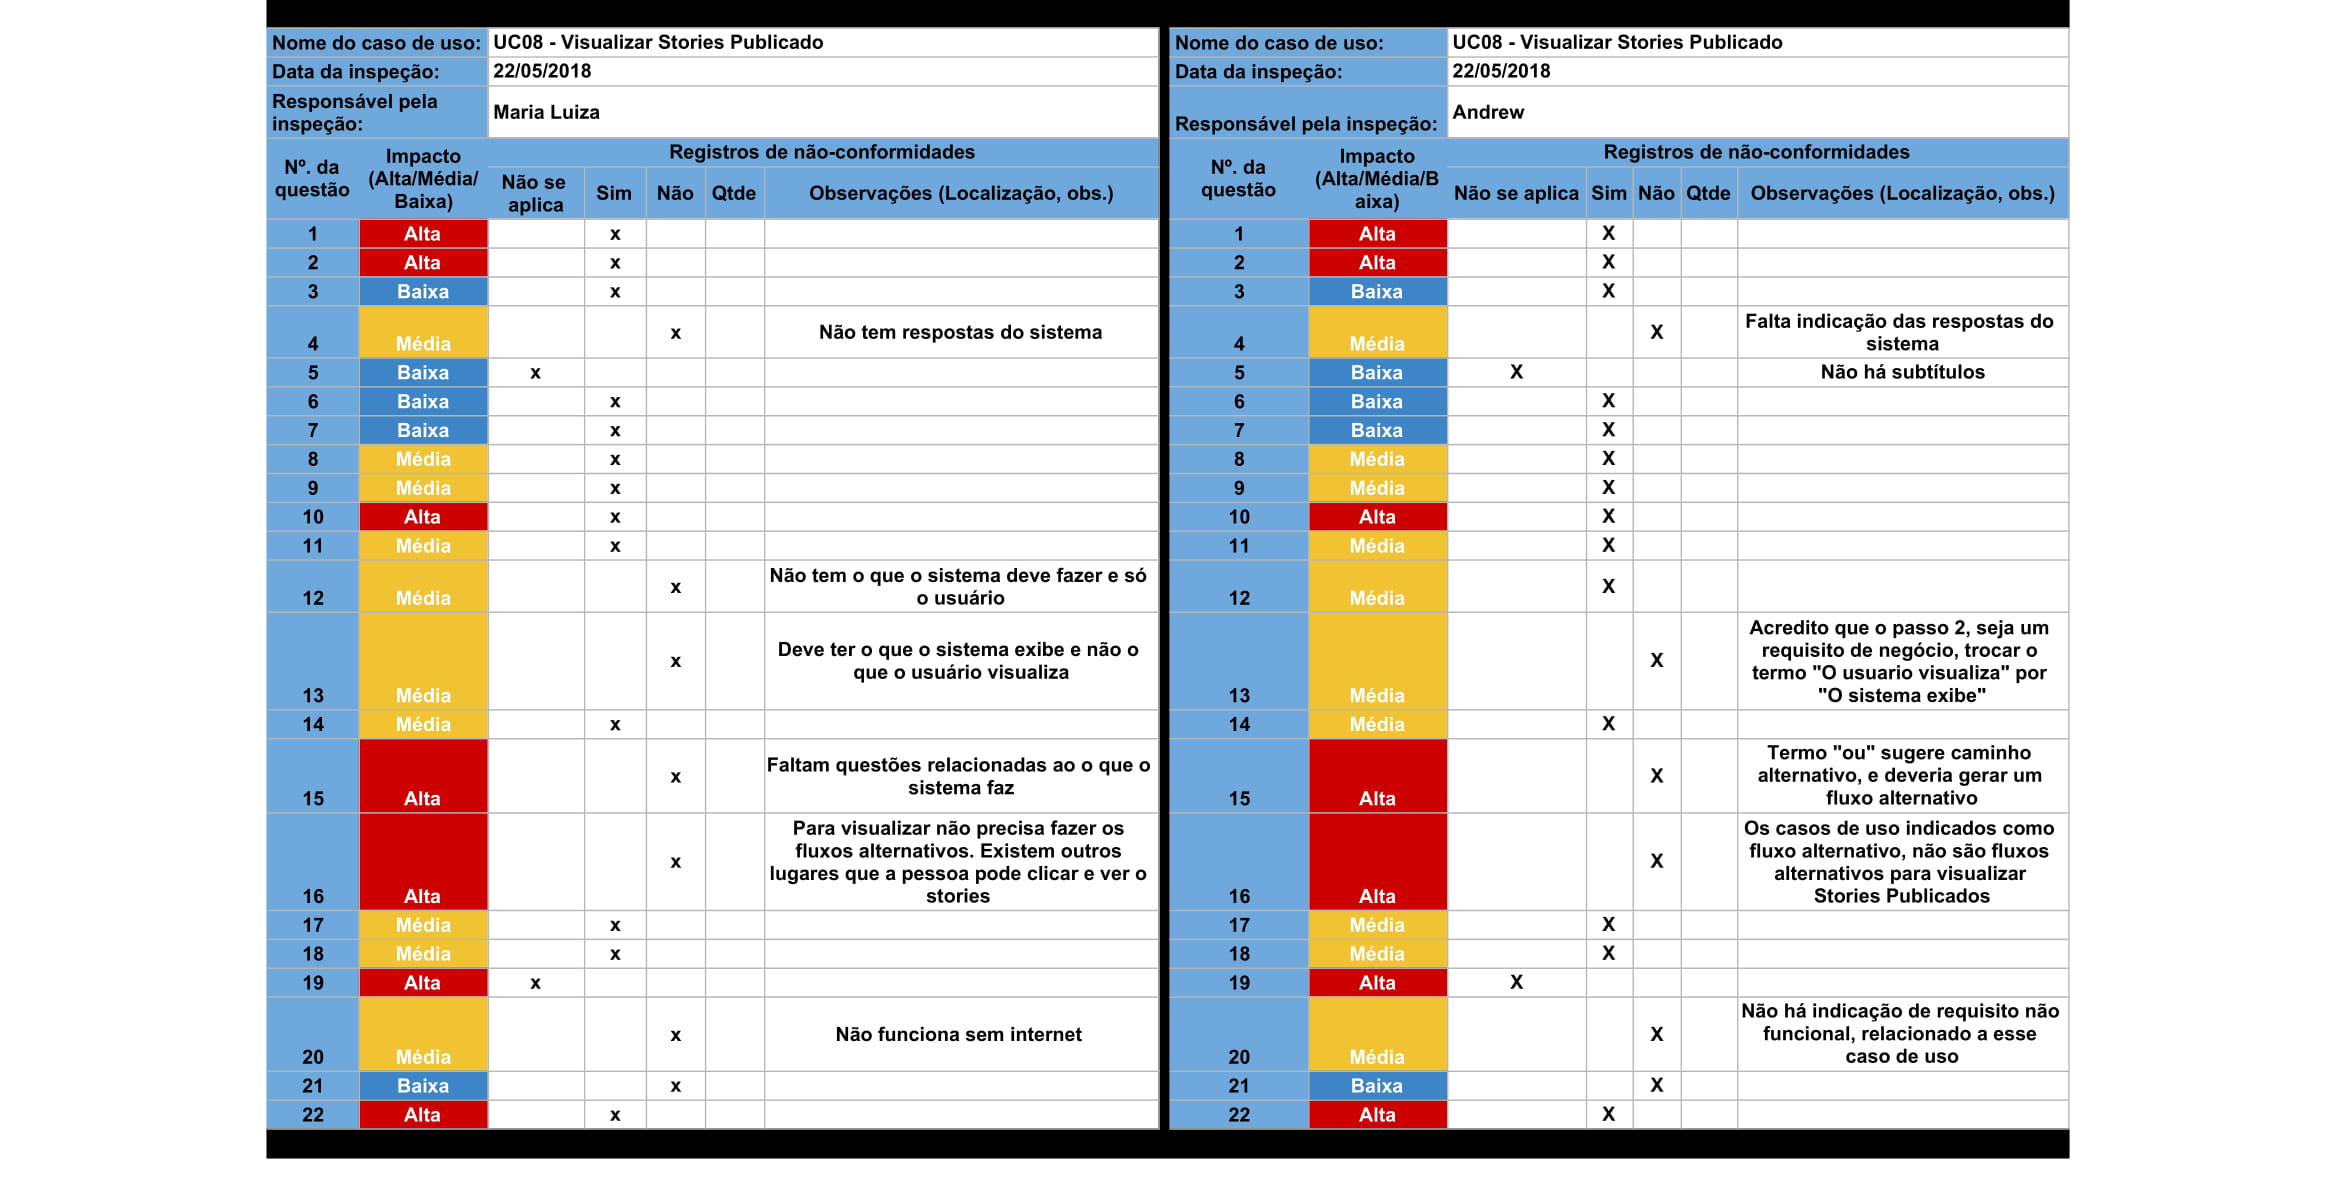 Nome do caso de uso: UC08 - Visualizar Stories Publicado
Data da inspeção: 22/05/2018
Responsável pela
inspeção:
Maria Luiza
Nº. da
questão
Impacto
(Alta/Média/
Baixa)
Registros de não-conformidades
Não se
aplica
Sim Não Qtde Observações (Localização, obs.)
1 Alta x
2 Alta x
3 Baixa x
4 Média x Não tem respostas do sistema
5 Baixa x
6 Baixa x
7 Baixa x
8 Média x
9 Média x
10 Alta x
11 Média x
12 Média x Não tem o que o sistema deve fazer e só
o usuário
13 Média x Deve ter o que o sistema exibe e não o
que o usuário visualiza
14 Média x
15 Alta x Faltam questões relacionadas ao o que o
sistema faz
16 Alta x Para visualizar não precisa fazer os
fluxos alternativos. Existem outros
lugares que a pessoa pode clicar e ver o
stories
17 Média x
18 Média x
19 Alta x
20 Média x Não funciona sem internet
21 Baixa x
22 Alta x
Nome do caso de uso: UC08 - Visualizar Stories Publicado
Data da inspeção: 22/05/2018
Responsável pela inspeção: Andrew
Nº. da
questão
Impacto
(Alta/Média/B
aixa)
Registros de não-conformidades
Não se aplica Sim Não Qtde Observações (Localização, obs.)
1 Alta X
2 Alta X
3 Baixa X
4 Média X Falta indicação das respostas do
sistema
5 Baixa X Não há subtítulos
6 Baixa X
7 Baixa X
8 Média X
9 Média X
10 Alta X
11 Média X
12 Média X
13 Média X Acredito que o passo 2, seja um
requisito de negócio, trocar o
termo "O usuario visualiza" por
"O sistema exibe"
14 Média X
15 Alta X Termo "ou" sugere caminho
alternativo, e deveria gerar um
fluxo alternativo
16 Alta X Os casos de uso indicados como
fluxo alternativo, não são fluxos
alternativos para visualizar
Stories Publicados
17 Média X
18 Média X
19 Alta X
20 Média X Não há indicação de requisito não
funcional, relacionado a esse
caso de uso
21 Baixa X
22 Alta X